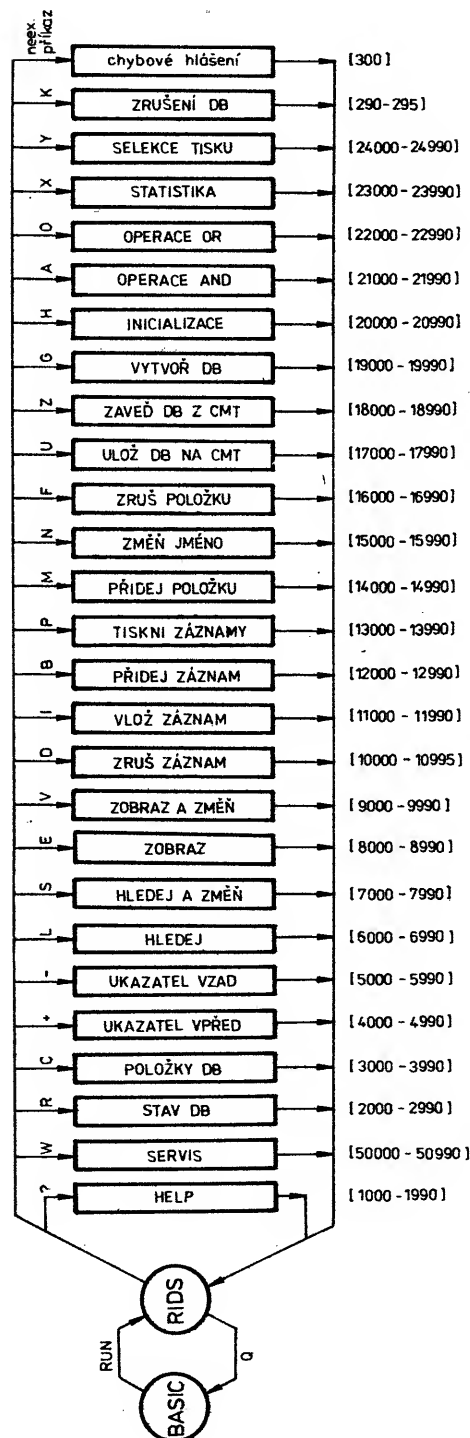 neex. příkaz
chybové hlášení [300]
K ZRUŠENÍ DB [290-295]
Y SELEKCE TISKU [24000-24990]
X STATISTIKA [23000-23990]
O OPERACE OR [22000-22990]
A OPERACE AND [21000-21990]
H INICIALIZACE [20000-20990]
G VYTVOŘ DB [19000-19990]
Z ZAVEĎ DB Z CMT [18000-18990]
U ULOŽ DB NA CMT [17000-17990]
F ZRUŠ POLOŽKU [16000-16990]
N ZMĚŇ JMÉNO [15000-15990]
M PŘIDEJ POLOŽKU [14000-14990]
P TISKNI ZÁZNAMY [13000-13990]
B PŘIDEJ ZÁZNAM [12000-12990]
I VLOŽ ZÁZNAM [11000-11990]
D ZRUŠ ZÁZNAM [10000-10995]
V ZOBRAZ A ZMĚŇ [9000-9990]
E ZOBRAZ [8000-8990]
S HLEDEJ A ZMĚŇ [7000-7990]
L HLEDEJ [6000-6990]
- UKAZATEL VZAD [5000-5990]
+ UKAZATEL VPŘED [4000-4990]
C POLOŽKY DB [3000-3990]
R STAV DB [2000-2990]
W SERVIS [50000-50990]
? HELP [1000-1990]
RIDS
RUN
Q
BASIC